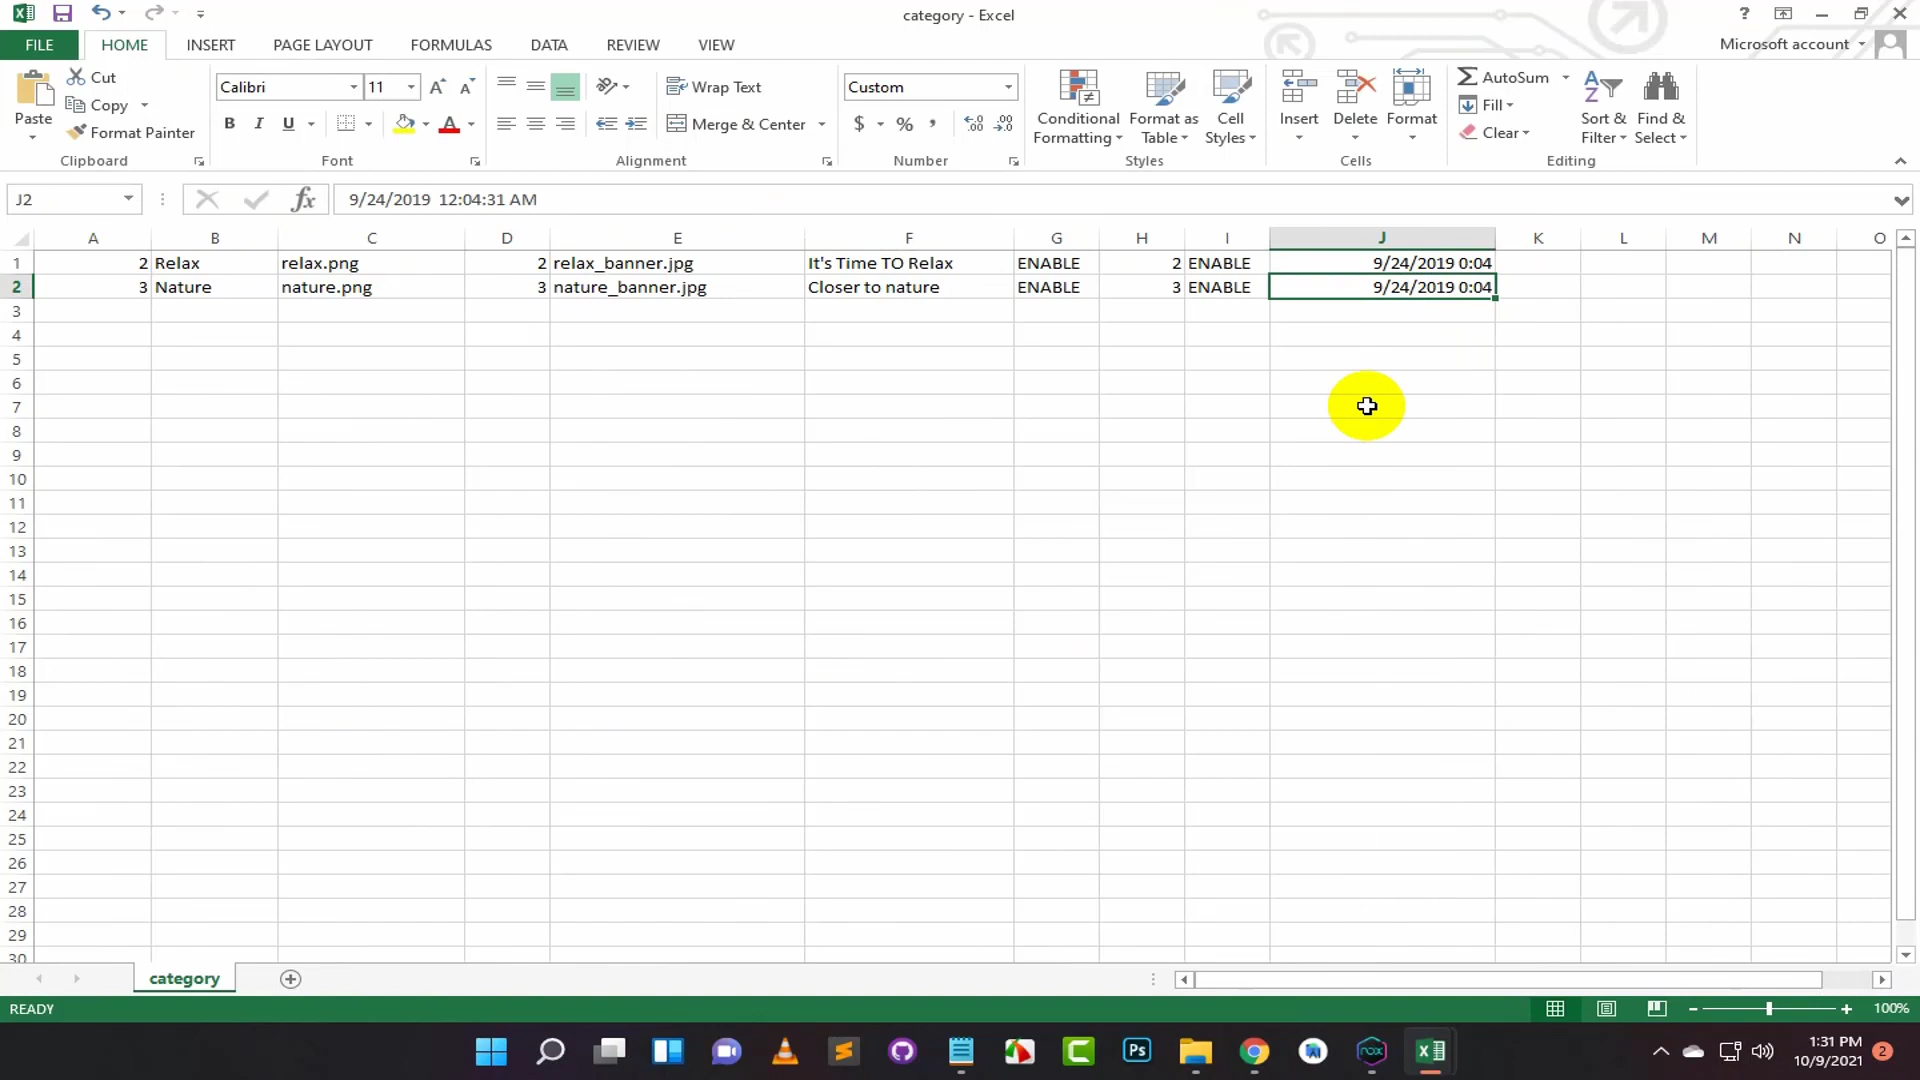 category - Excel
?
FILE HOME INSERT PAGE LAYOUT FORMULAS DATA REVIEW VIEW Microsoft account
Paste Cut Copy Format Painter Clipboard
Calibri 11 B I U A Font
Wrap Text Merge & Center Alignment
Custom $ % , Number
Conditional Formatting Format as Table Cell Styles Styles
Insert Delete Format Cells
AutoSum Fill Clear Sort & Filter Find & Select Editing
J2 fx 9/24/2019 12:04:31 AM
A B C D E F G H I J K L M N O
1 2 Relax relax.png 2 relax_banner.jpg It's Time TO Relax ENABLE 2 ENABLE 9/24/2019 0:04
2 3 Nature nature.png 3 nature_banner.jpg Closer to nature ENABLE 3 ENABLE 9/24/2019 0:04
3
4
5
6
7
8
9
10
11
12
13
14
15
16
17
18
19
20
21
22
23
24
25
26
27
28
29
30
category
READY 100%
Ps nox
1:31 PM
10/9/2021 2